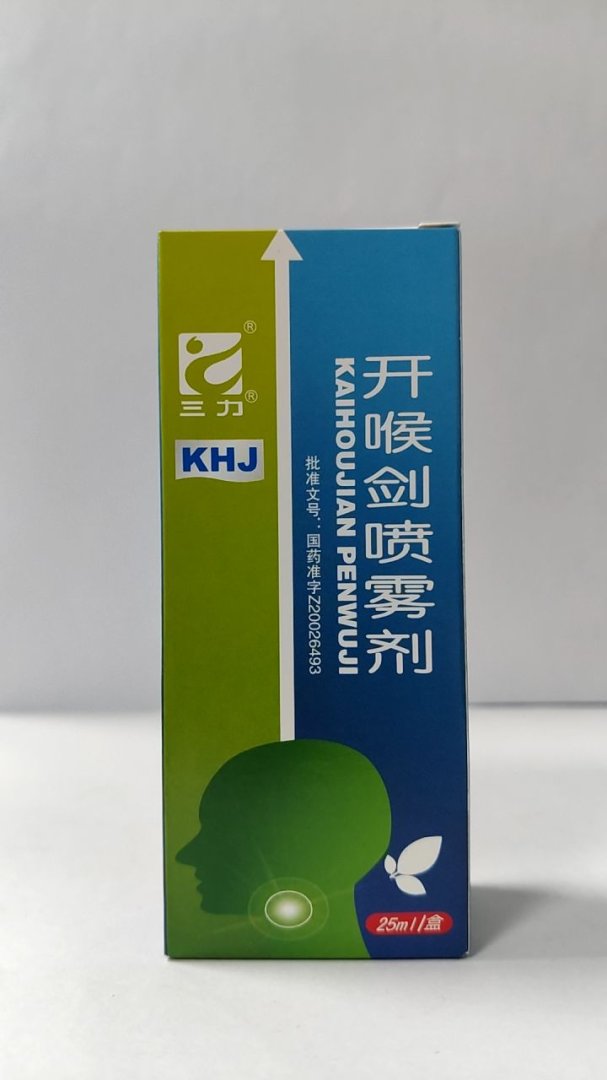 ®
三力®
KHJ
开喉剑喷雾剂
KAIHOUJIAN PENWUJI
批准文号：国药准字Z20026493
25ml/盒